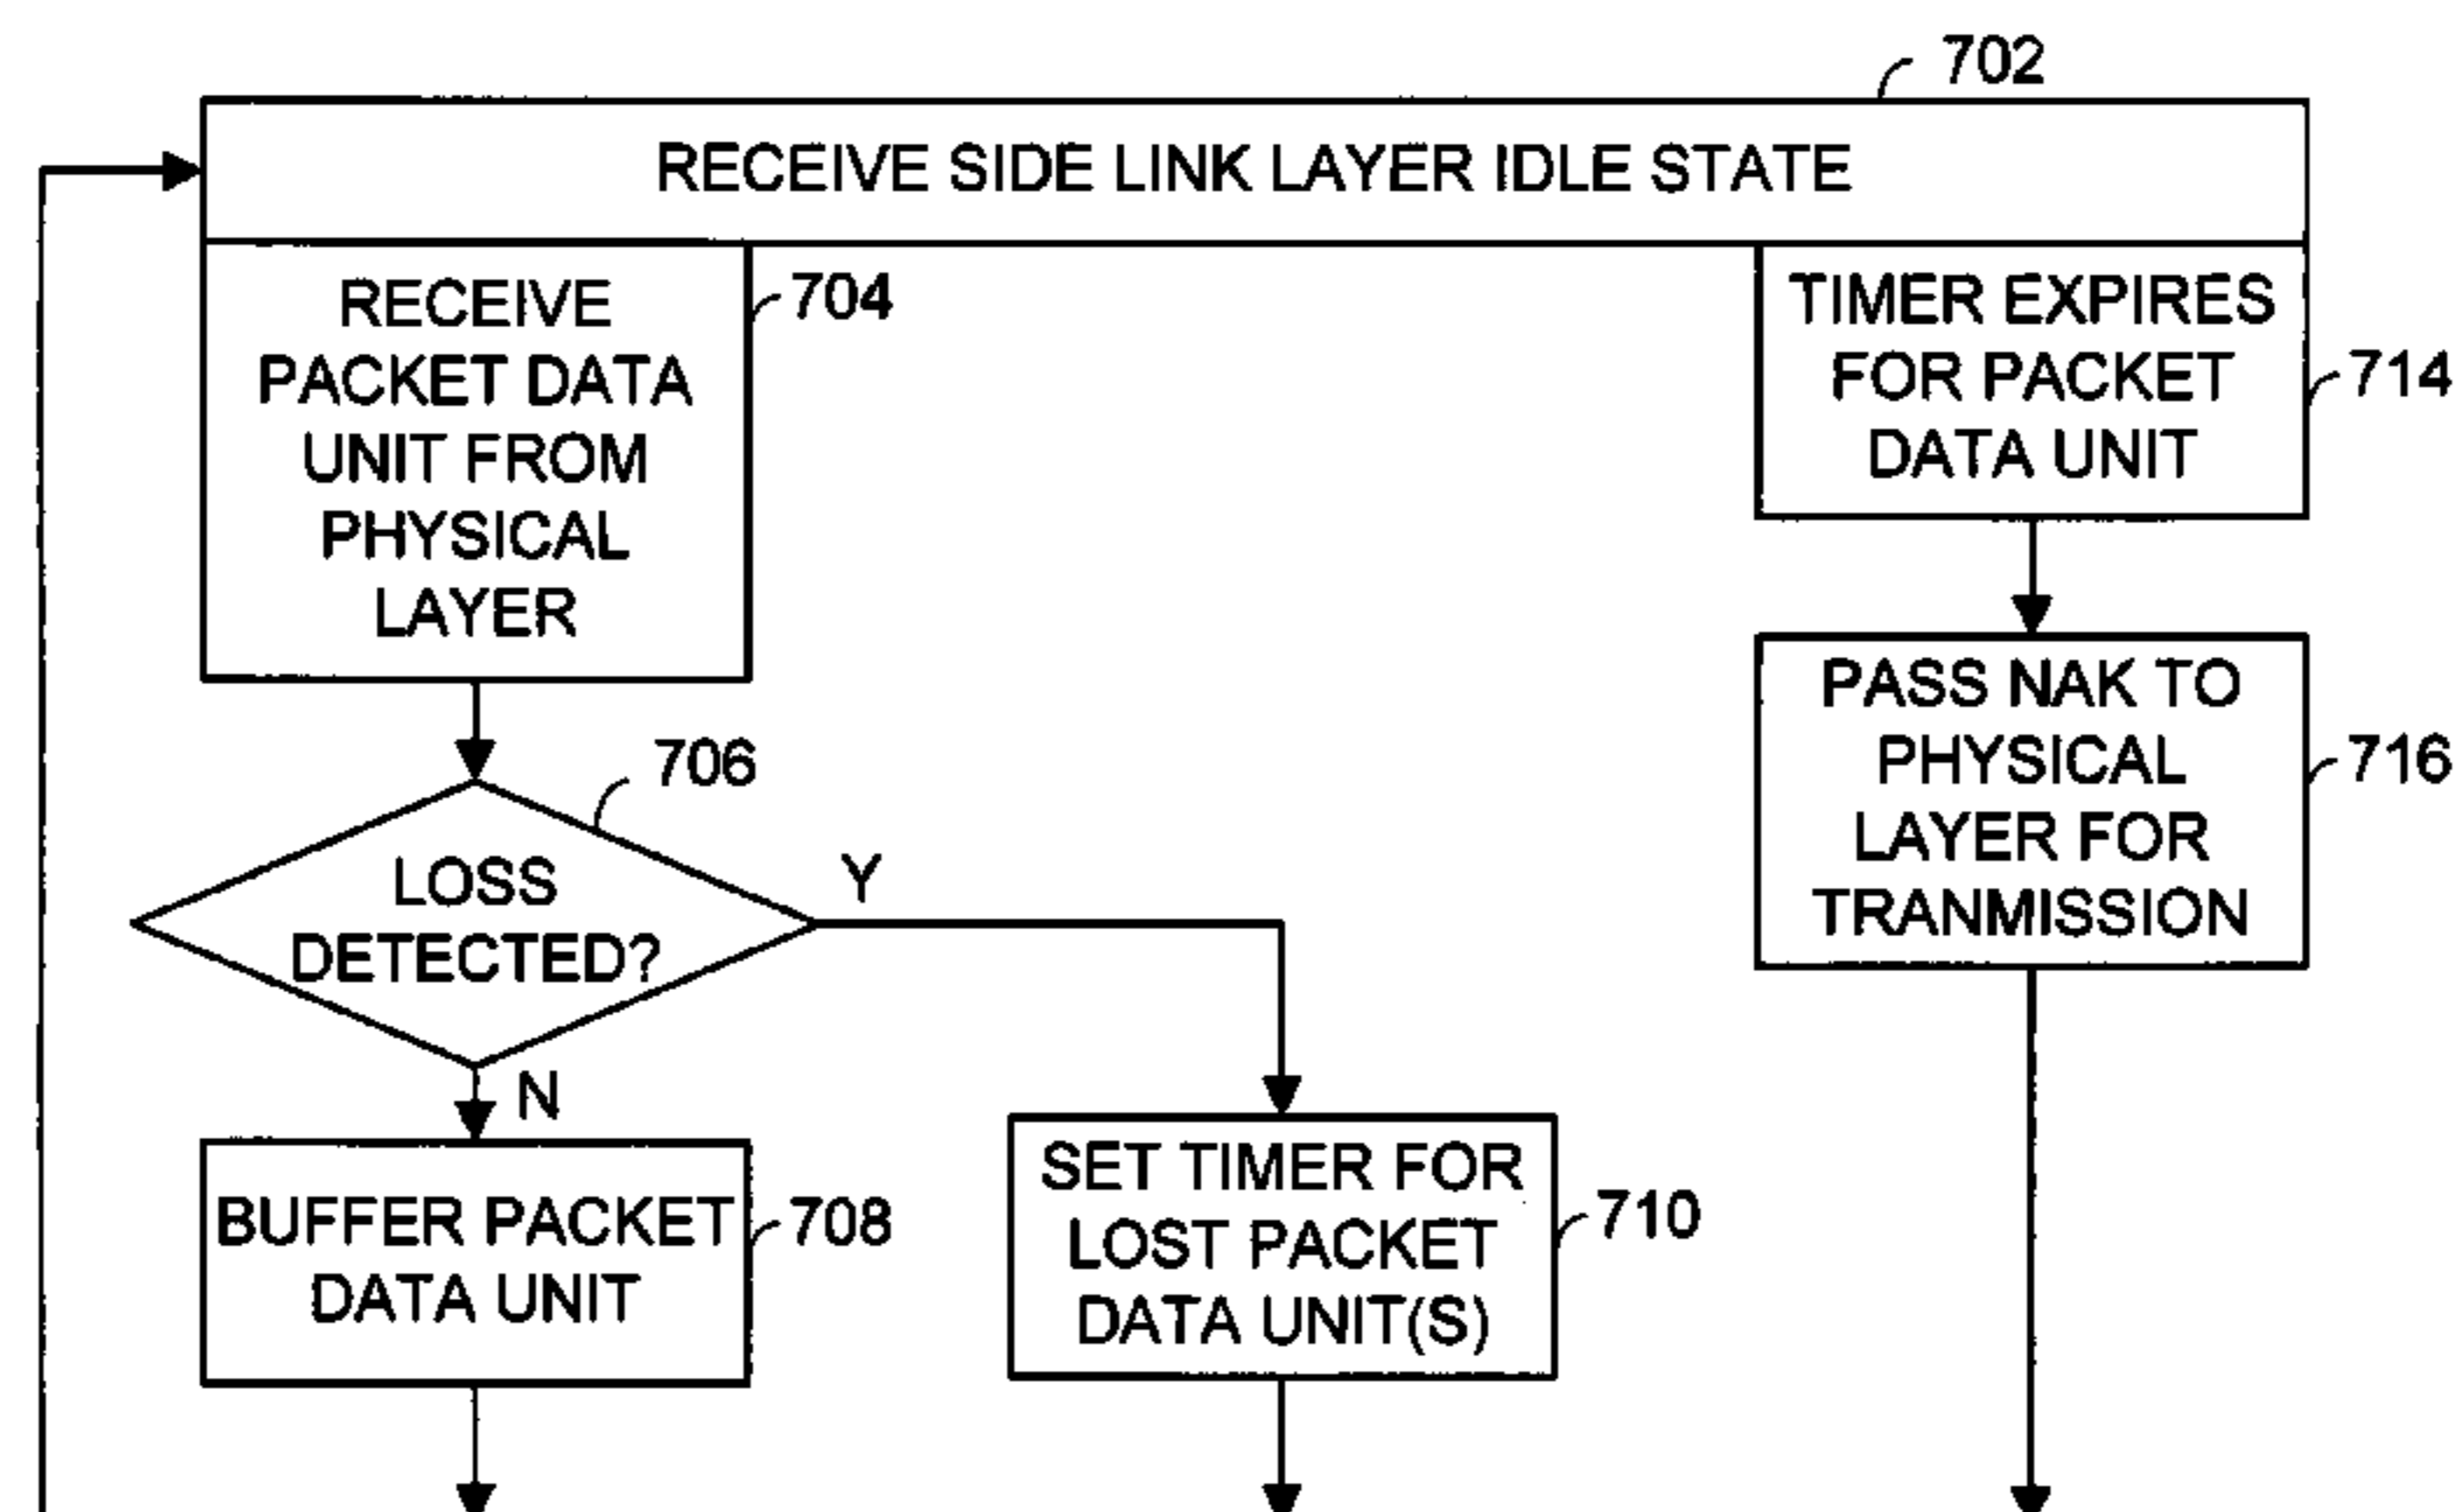 702
RECEIVE SIDE LINK LAYER IDLE STATE
RECEIVE
PACKET DATA
UNIT FROM
PHYSICAL
LAYER
704
TIMER EXPIRES
FOR PACKET
DATA UNIT
714
PASS NAK TO
PHYSICAL
LAYER FOR
TRANMISSION
716
706
LOSS
DETECTED?
Y
N
BUFFER PACKET
DATA UNIT
708
SET TIMER FOR
LOST PACKET
DATA UNIT(S)
710